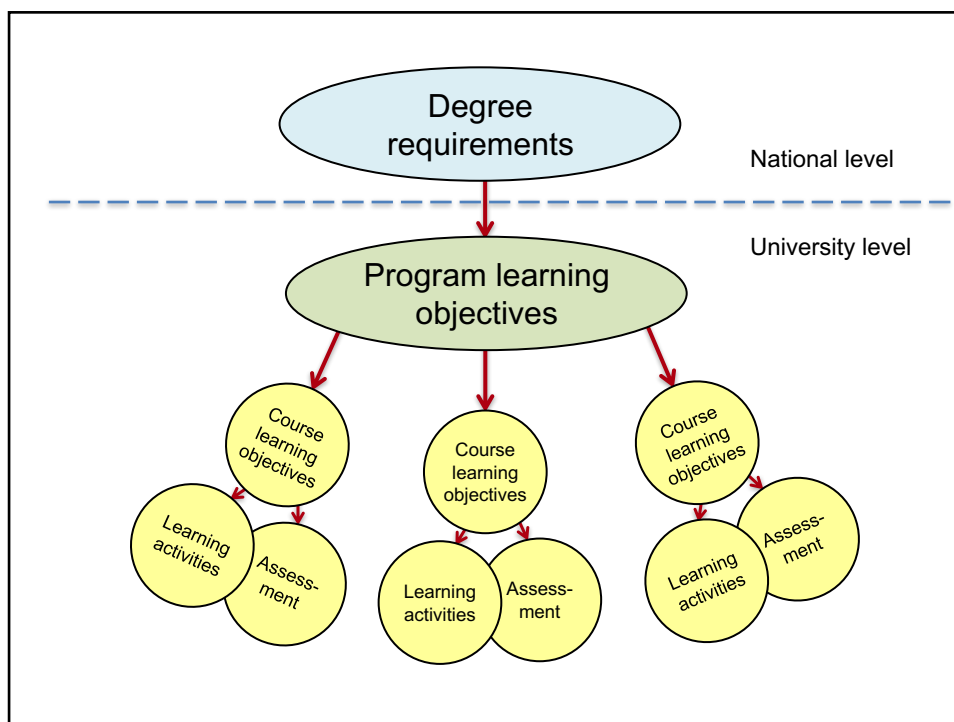 Degree
requirements
National level
University level
Program learning
objectives
Course
learning
objectives
Course
learning
objectives
Course
learning
objectives
Learning
activities
Assess-
ment
Learning
activities
Assess-
ment
Learning
activities
Assess-
ment